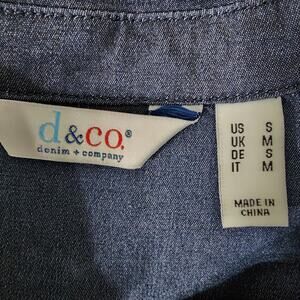 d&co.®
denim + company
US S
UK M
DE S
IT M
MADE IN
CHINA